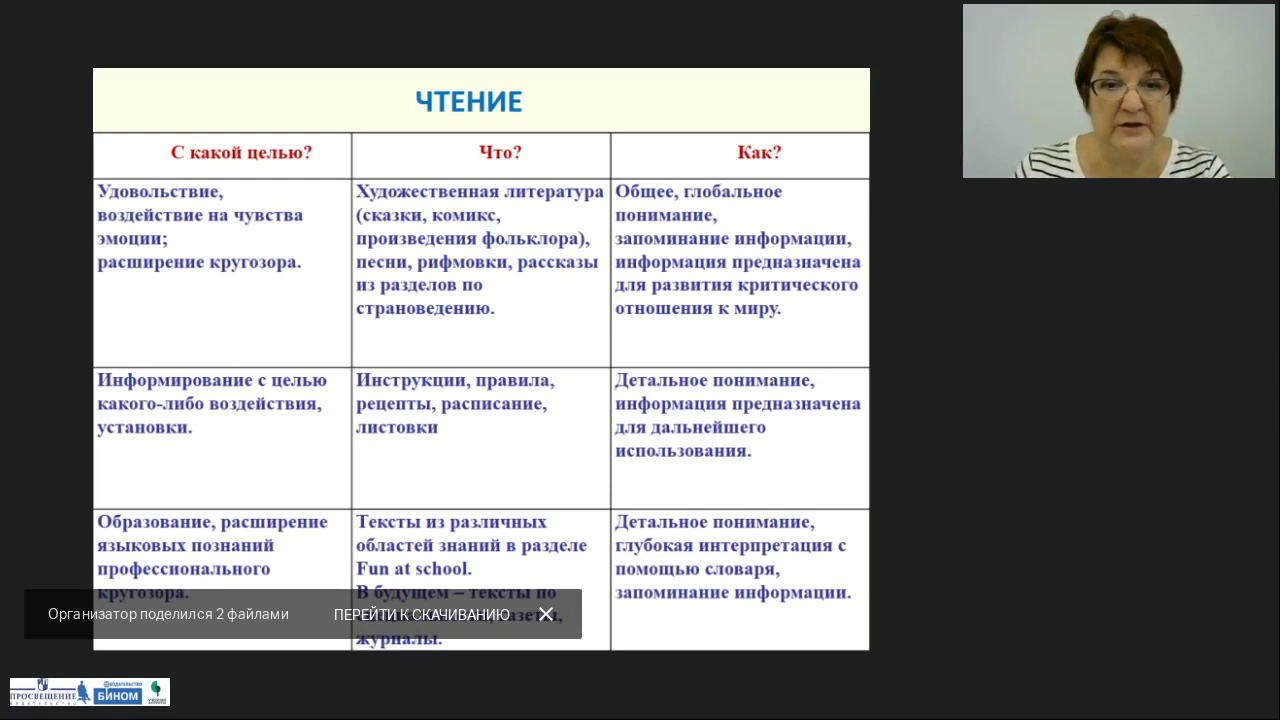 ЧТЕНИЕ
С какой целью?
Что?
Как?
Удовольствие,
воздействие на чувства
эмоции;
расширение кругозора.
Художественная литература
(сказки, комикс,
произведения фольклора),
песни, рифмовки, рассказы
из разделов по
страноведению.
Общее, глобальное
понимание,
запоминание информации,
информация предназначена
для развития критического
отношения к миру.
Информирование с целью
какого-либо воздействия,
установки.
Инструкции, правила,
рецепты, расписание,
листовки
Детальное понимание,
информация предназначена
для дальнейшего
использования.
Образование, расширение
языковых познаний
профессионального
кругозора.
Тексты из различных
областей знаний в разделе
Fun at school.
В будущем – тексты по
журналы.
Детальное понимание,
глубокая интерпретация с
помощью словаря,
запоминание информации.
Организатор поделился 2 файлами
ПЕРЕЙТИ К СКАЧИВАНИЮ
ПРОСВЕЩЕНИЕ
ИЗДАТЕЛЬСТВО
БИНОМ